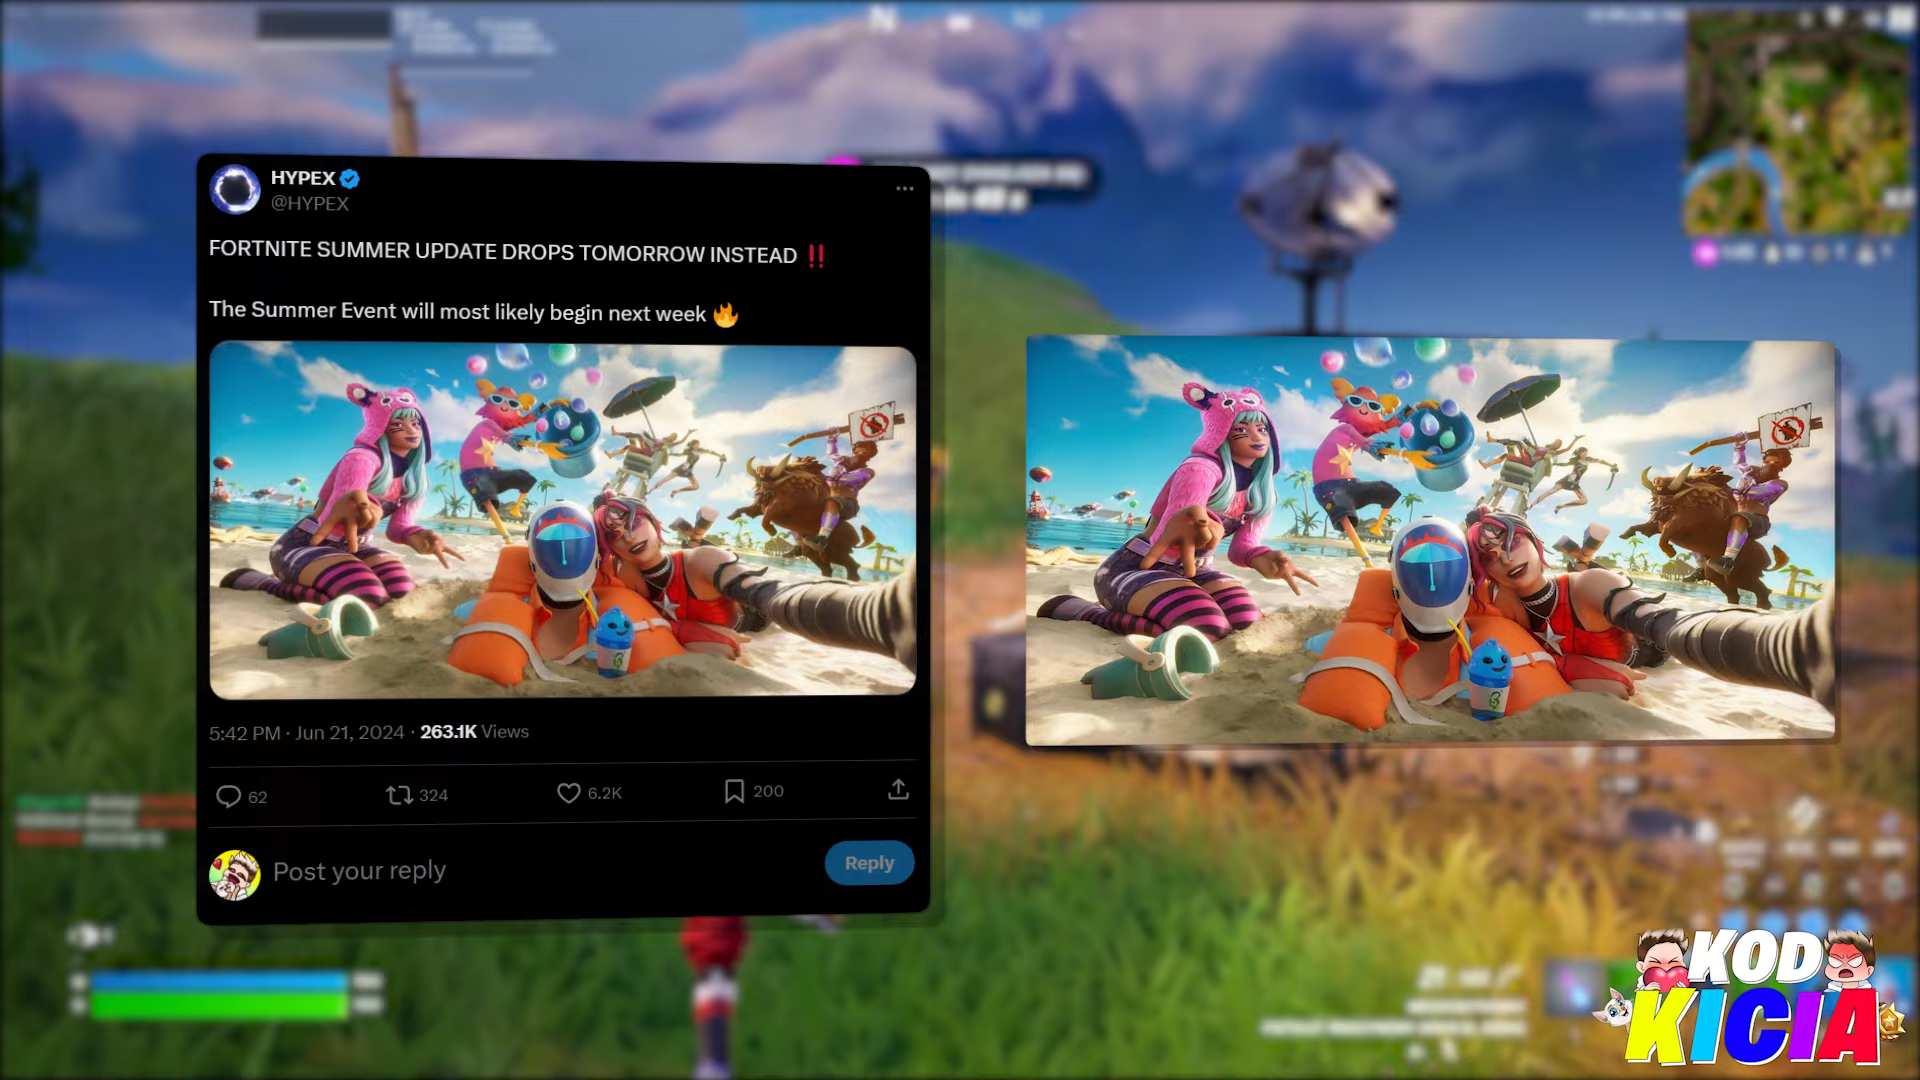 HYPEX
@HYPEX
FORTNITE SUMMER UPDATE DROPS TOMORROW INSTEAD ‼️
The Summer Event will most likely begin next week 🔥
5:42 PM · Jun 21, 2024 · 263.1K Views
62 324 6.2K 200
Post your reply
Reply
KOD
KICIA